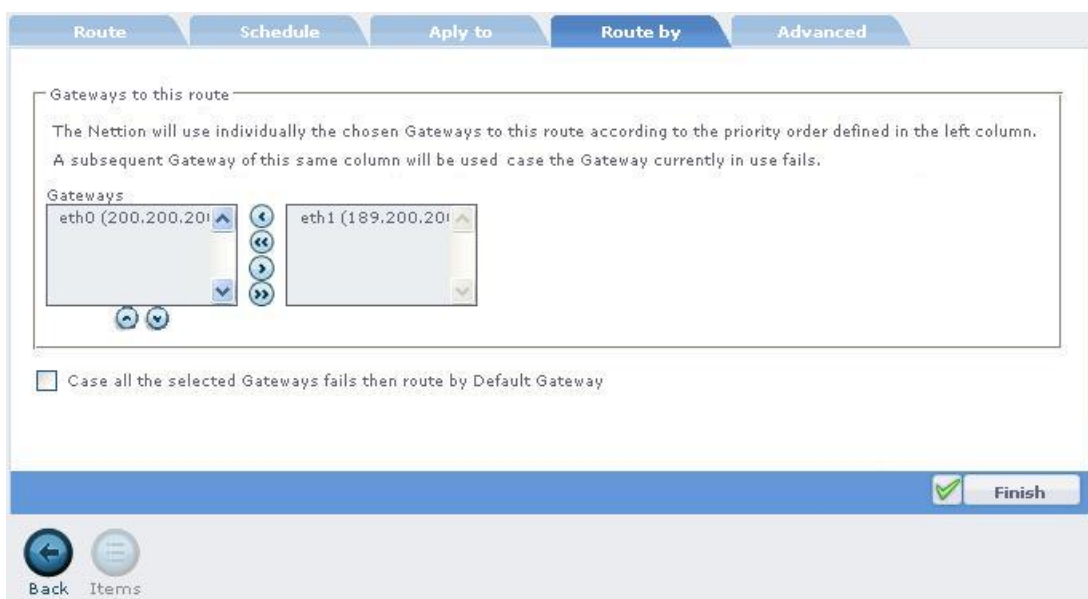 Route Schedule Aply to Route by Advanced
Gateways to this route
The Nettion will use individually the chosen Gateways to this route according to the priority order defined in the left column.
A subsequent Gateway of this same column will be used case the Gateway currently in use fails.
Gateways
eth0 (200.200.20 eth1 (189.200.20
Case all the selected Gateways fails then route by Default Gateway
Finish
Back Items